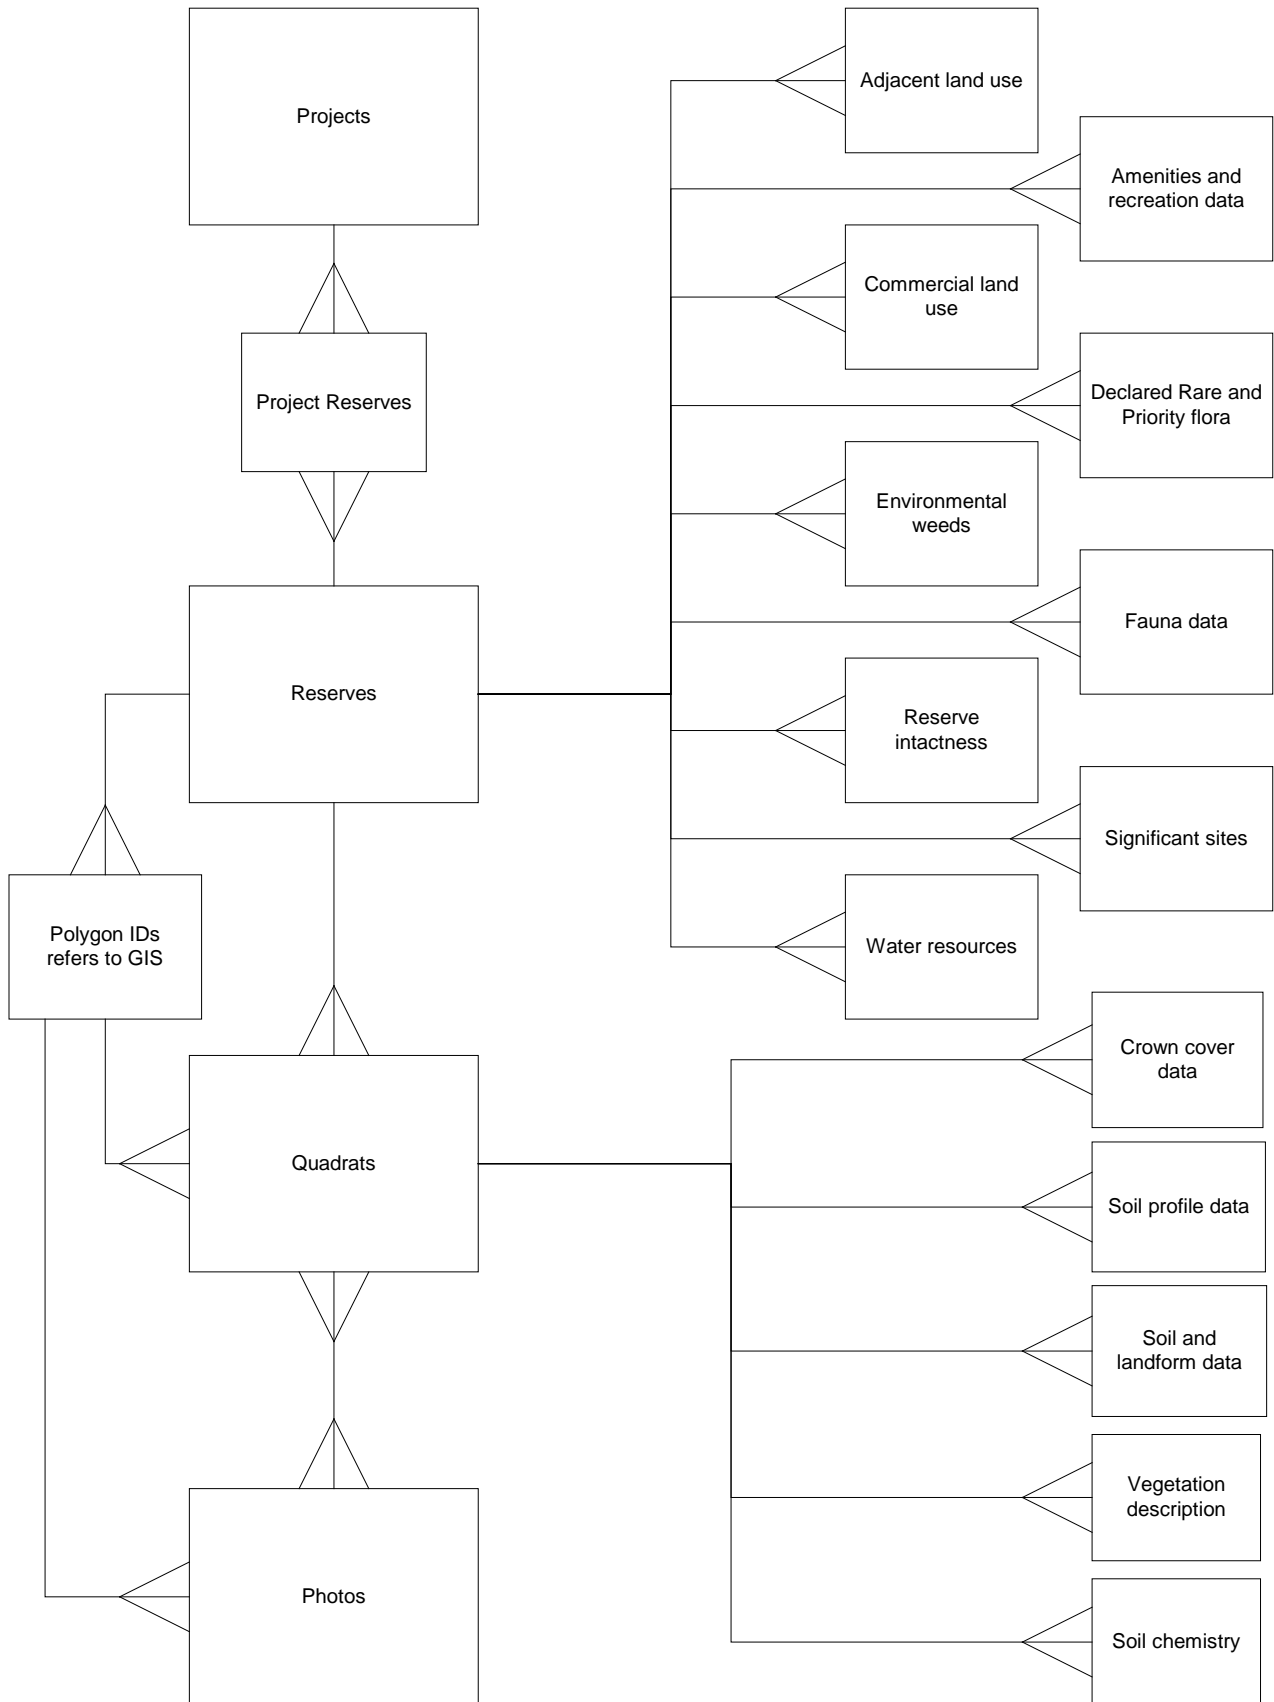 Projects
Adjacent land use
Amenities and
recreation data
Commercial land
use
Project Reserves
Declared Rare and
Priority flora
Environmental
weeds
Fauna data
Reserves
Reserve
intactness
Significant sites
Polygon IDs
refers to GIS
Water resources
Crown cover
data
Quadrats
Soil profile data
Soil and
landform data
Vegetation
description
Photos
Soil chemistry